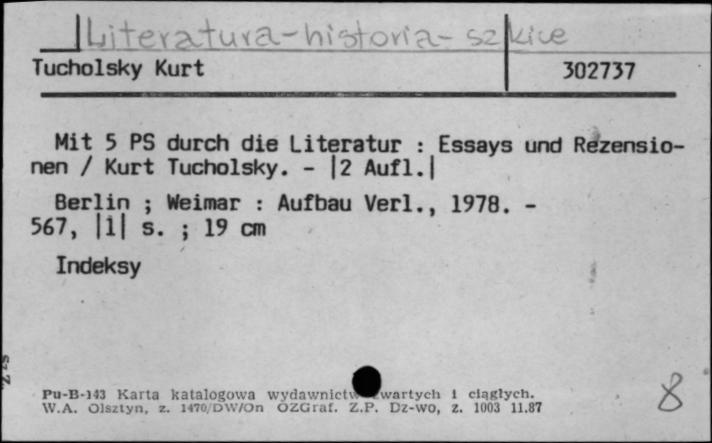 Literatura-historia-szkice
Tucholsky Kurt 302737
Mit 5 PS durch die Literatur : Essays und Rezensio-
nen / Kurt Tucholsky. - |2 Aufl.|
Berlin ; Weimar : Aufbau Verl., 1978. -
567, |1| s. ; 19 cm
Indeksy
Pu-B-143 Karta katalogowa wydawnictw zwartych i ciągłych.
W.A. Olsztyn, z. 1470/DW/On OZGraf. Z.P. Dz-wo, z. 1003 11.87
8